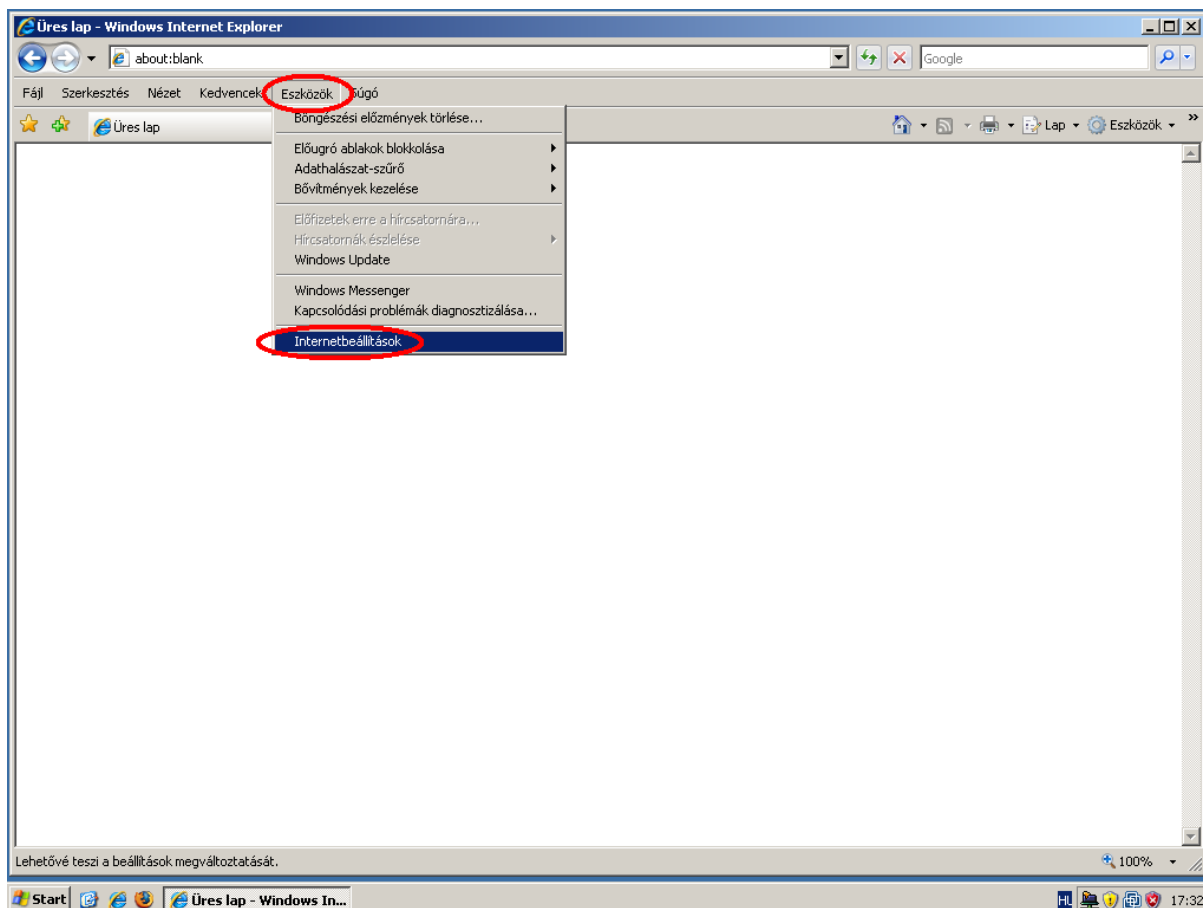 Üres lap - Windows Internet Explorer
about:blank
Google
Fájl Szerkesztés Nézet Kedvencek Eszközök Súgó
Üres lap
Lap
Eszközök
Böngészési előzmények törlése...
Előugró ablakok blokkolása
Adathalászat-szűrő
Bővítmények kezelése
Előfizetek erre a hírcsatornára...
Hírcsatornák észlelése
Windows Update
Windows Messenger
Kapcsolódási problémák diagnosztizálása...
Internetbeállítások
Lehetővé teszi a beállítások megváltoztatását.
100%
Start
Üres lap - Windows In...
HU
17:32